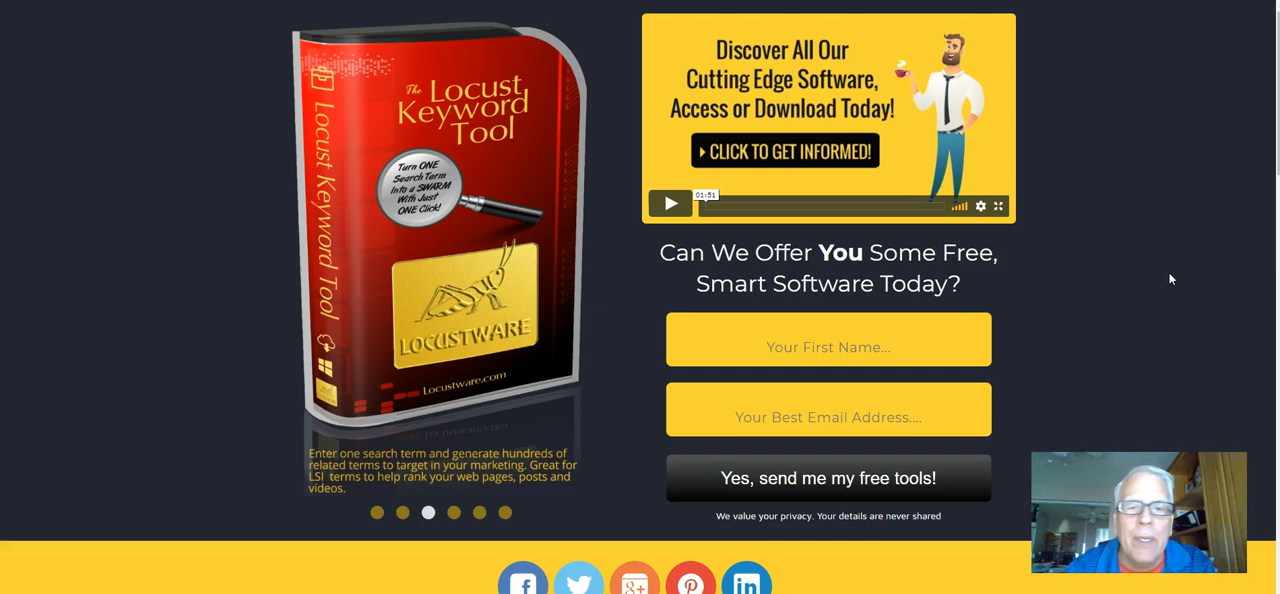 The Locust
Keyword
Tool
Locust Keyword Tool
Turn ONE
Search Term
Into a SWARM
With Just
ONE Click!
LOCUSTWARE
Locustware.com
Enter one search term and generate hundreds of
related terms to target in your marketing. Great for
LSI terms to help rank your web pages, posts and
videos.
Discover All Our
Cutting Edge Software,
Access or Download Today!
CLICK TO GET INFORMED!
01:51
Can We Offer You Some Free,
Smart Software Today?
Your First Name...
Your Best Email Address....
Yes, send me my free tools!
We value your privacy. Your details are never shared
f
g+
in